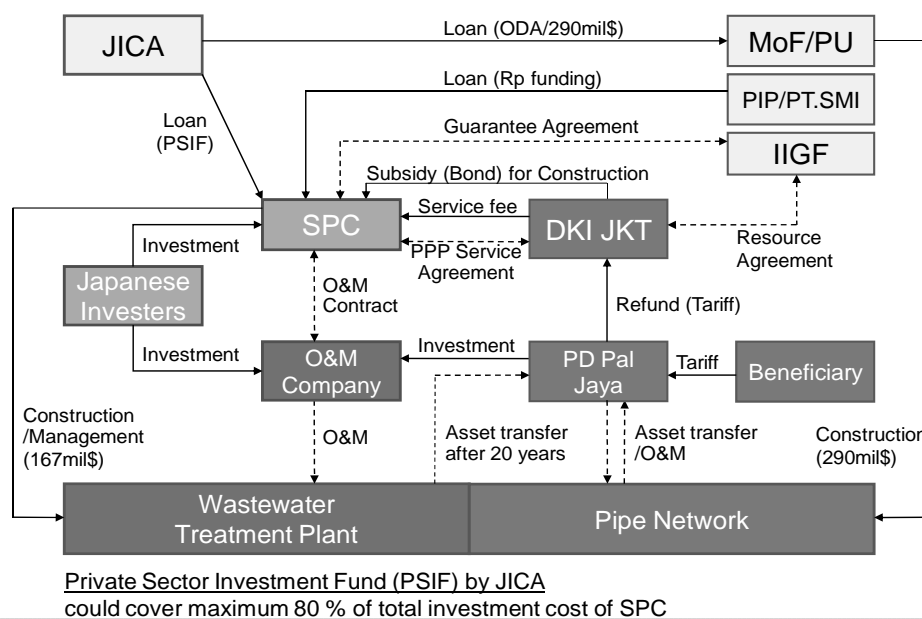 JICA
Loan (ODA/290mil$)
MoF/PU
Loan (Rp funding)
PIP/PT.SMI
Loan
(PSIF)
Guarantee Agreement
IIGF
Subsidy (Bond) for Construction
SPC
Service fee
DKI JKT
PPP Service
Agreement
Resource
Agreement
Investment
Japanese
Investers
O&M
Contract
Refund (Tariff)
Investment
O&M
Company
Investment
PD Pal
Jaya
Tariff
Beneficiary
Construction
/Management
(167mil$)
O&M
Asset transfer
after 20 years
Asset transfer
/O&M
Construction
(290mil$)
Wastewater
Treatment Plant
Pipe Network
Private Sector Investment Fund (PSIF) by JICA
could cover maximum 80 % of total investment cost of SPC